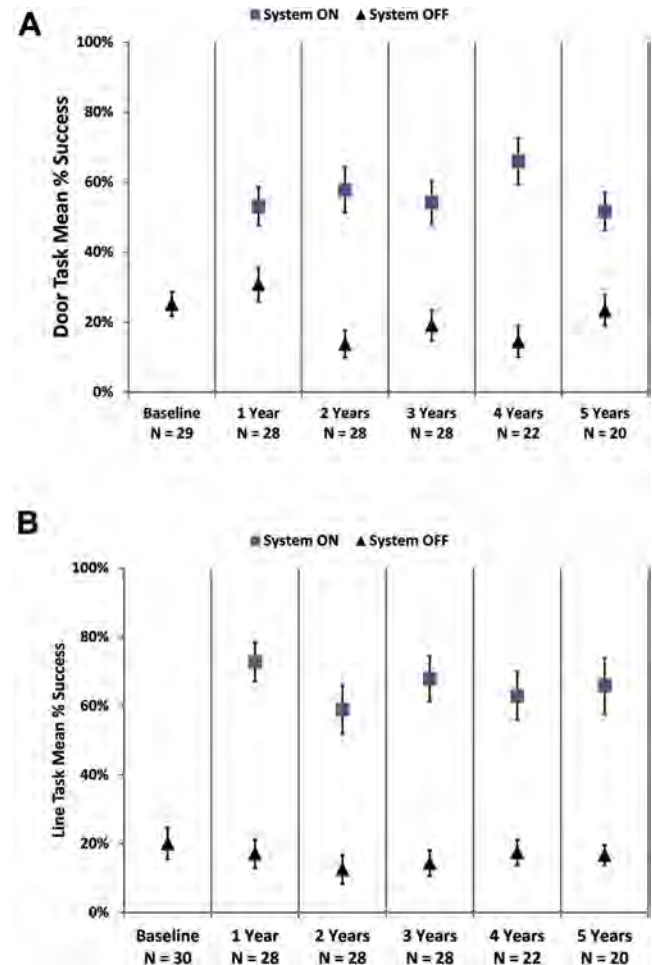 A
System ON System OFF
Door Task Mean % Success
100%
80%
60%
40%
20%
0%
Baseline 1 Year 2 Years 3 Years 4 Years 5 Years
N = 29 N = 28 N = 28 N = 28 N = 22 N = 20
B
System ON System OFF
Line Task Mean % Success
100%
80%
60%
40%
20%
0%
Baseline 1 Year 2 Years 3 Years 4 Years 5 Years
N = 30 N = 28 N = 28 N = 28 N = 22 N = 20